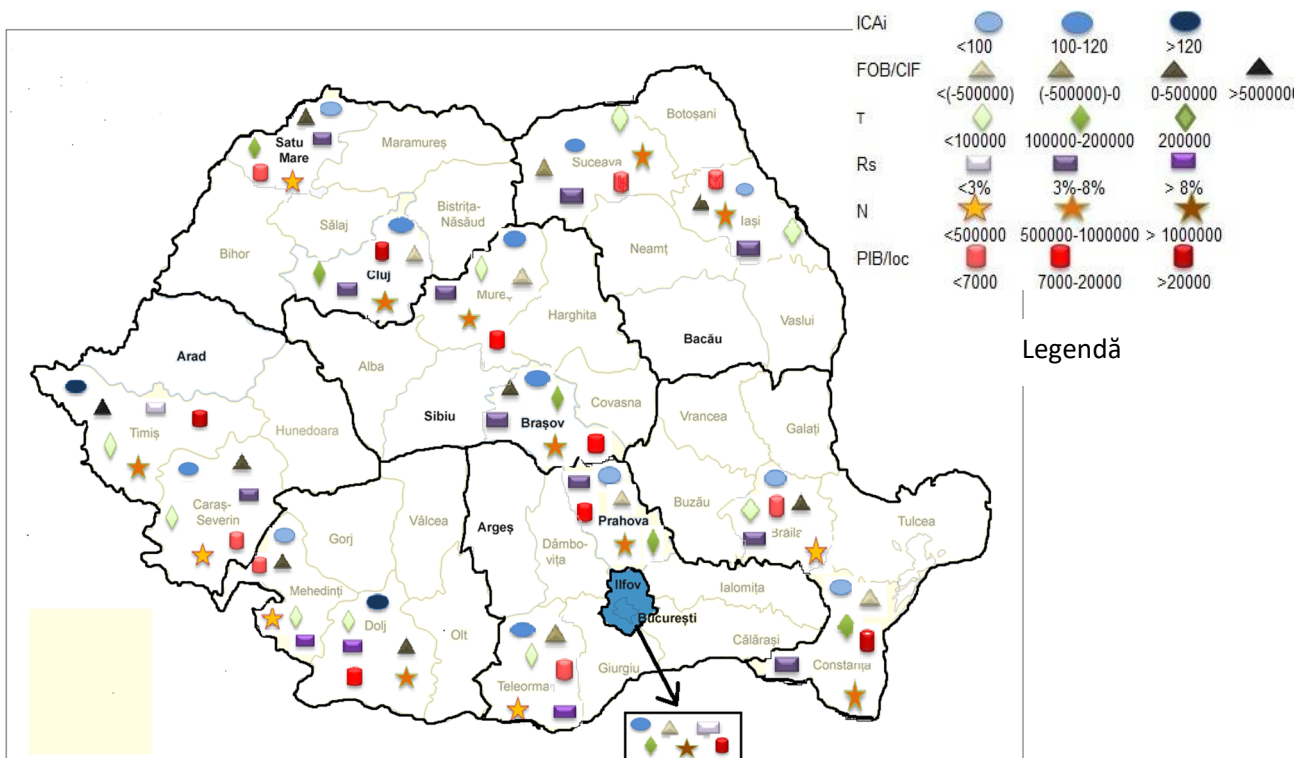 ICAi
<100 100-120 >120
FOB/CIF
<(-500000) (-500000)-0 0-500000 >5000000
T
<100000 100000-200000 200000
Rs
<3% 3%-8% > 8%
N
<500000 500000-1000000 > 1000000
PIB/loc
<7000 7000-20000 >20000
Legendă
Botoșani
Satu
Mare
Maramureș
Suceava
Bistrița-
Năsăud
Sălaj
Iași
Bihor
Neamț
Cluj
Mureș
Harghita
Vaslui
Bacău
Arad
Alba
Covasna
Sibiu
Brașov
Vrancea
Galați
Timiș
Hunedoara
Caraș-
Severin
Buzău
Tulcea
Vâlcea
Argeș
Prahova
Brăila
Gorj
Dâmbo-
vița
Ilfov
Ialomița
Mehedinți
București
Dolj
Olt
Călărași
Giurgiu
Constanța
Teleorma